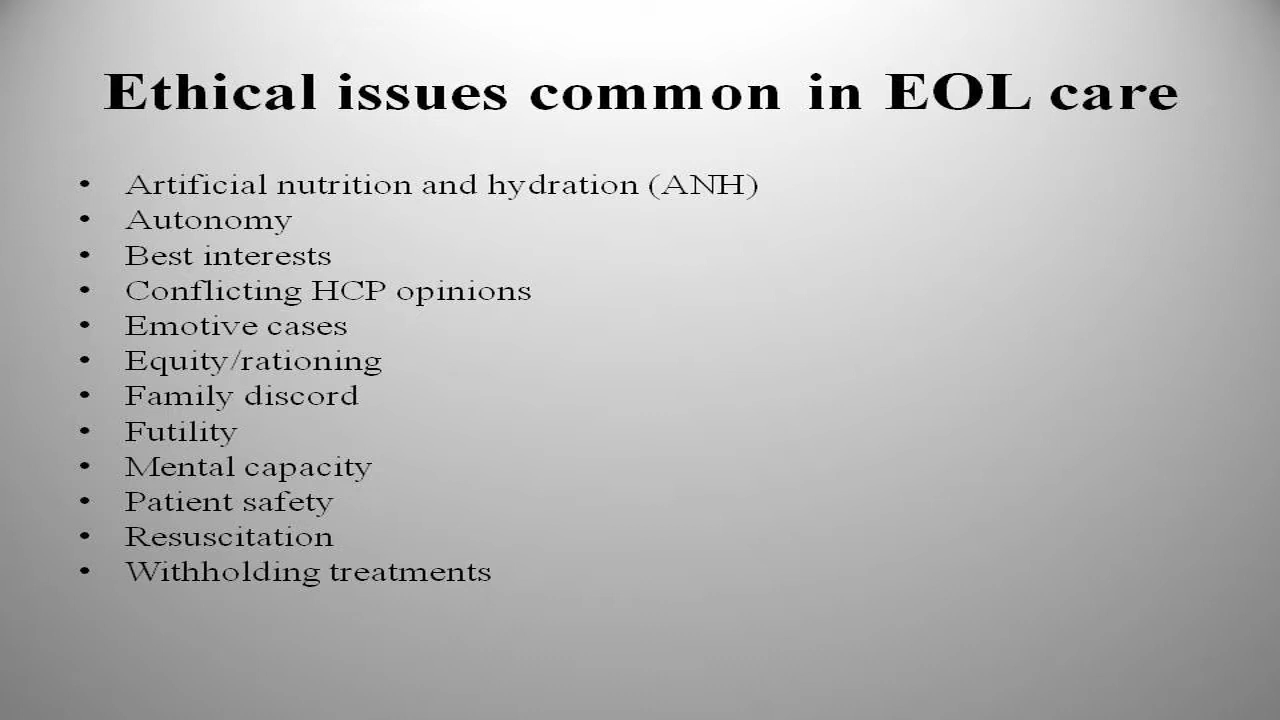 Ethical issues common in EOL care
• Artificial nutrition and hydration (ANH)
• Autonomy
• Best interests
• Conflicting HCP opinions
• Emotive cases
• Equity/rationing
• Family discord
• Futility
• Mental capacity
• Patient safety
• Resuscitation
• Withholding treatments